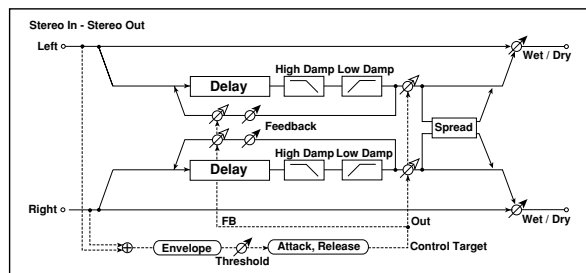 Stereo In - Stereo Out
Left
Wet / Dry
High Damp Low Damp
Delay
Feedback
Spread
High Damp Low Damp
Delay
Right
FB
Out
Wet / Dry
Envelope
Threshold
Attack, Release
Control Target